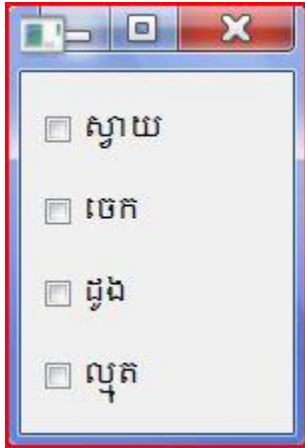 ស្វាយ
ចេក
ដូង
ល្មុត